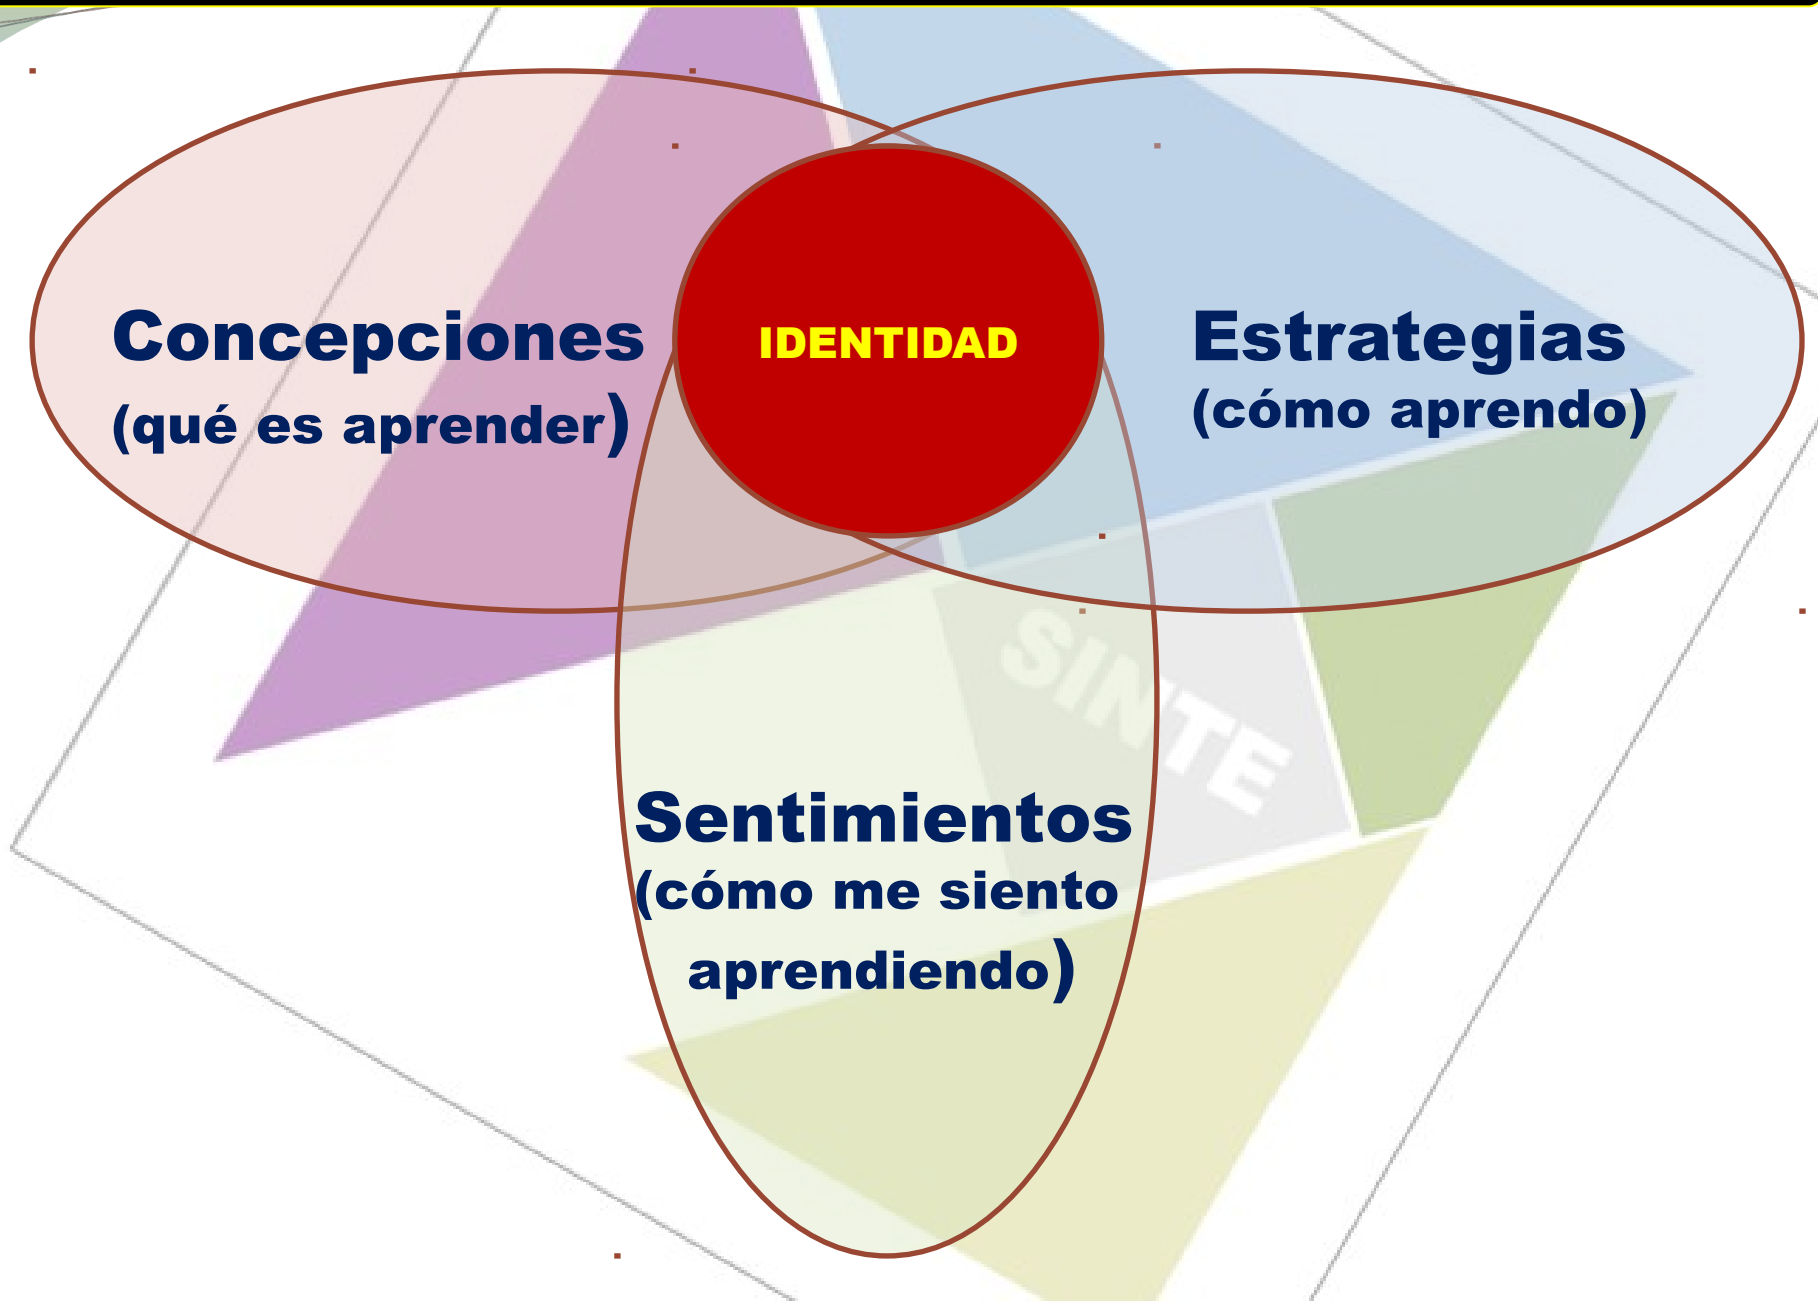 Concepciones
(qué es aprender)
IDENTIDAD
Estrategias
(cómo aprendo)
SINTE
Sentimientos
(cómo me siento
aprendiendo)